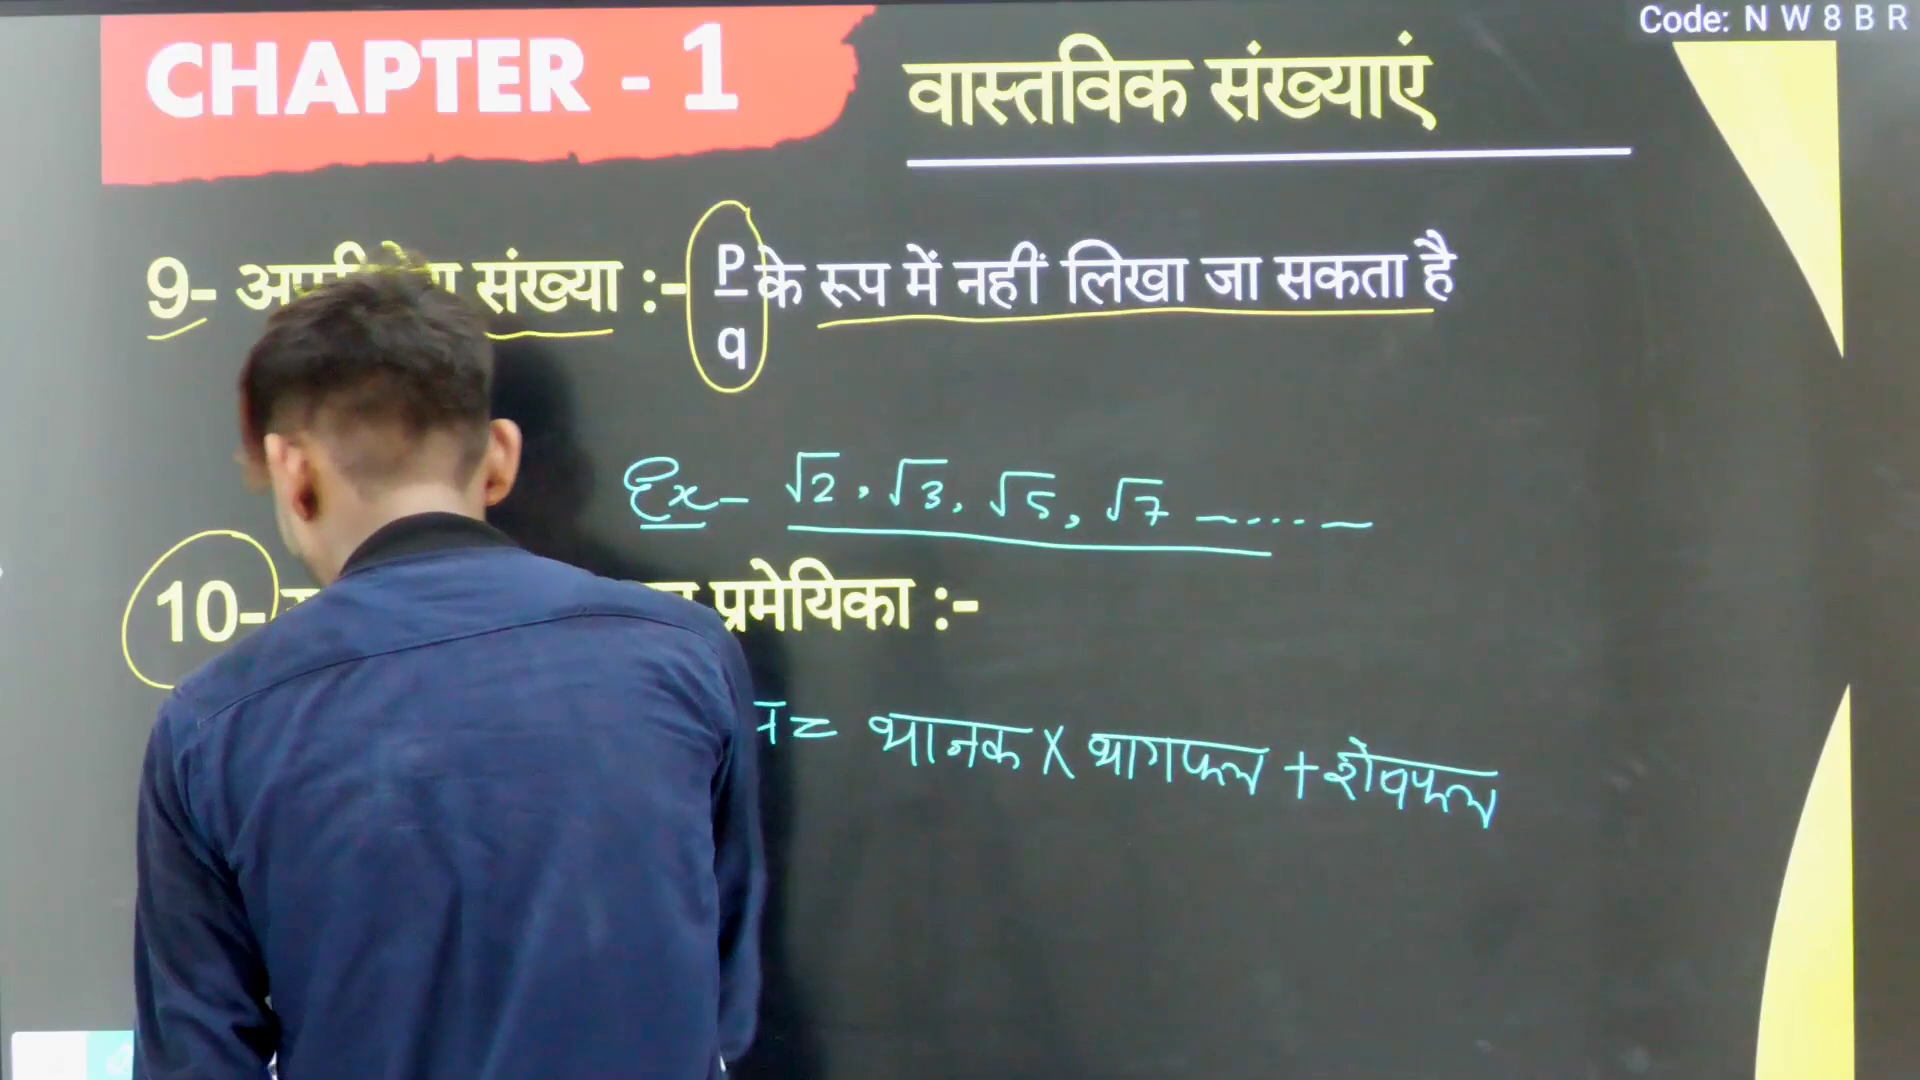 Code: N W 8 B R
CHAPTER - 1
वास्तविक संख्याएं
9- संख्या :- P/q के रूप में नहीं लिखा जा सकता है
Ex- √2, √3, √5, √7 -....-
10- प्रमेयिका :-
= भाजक X भागफल + शेषफल